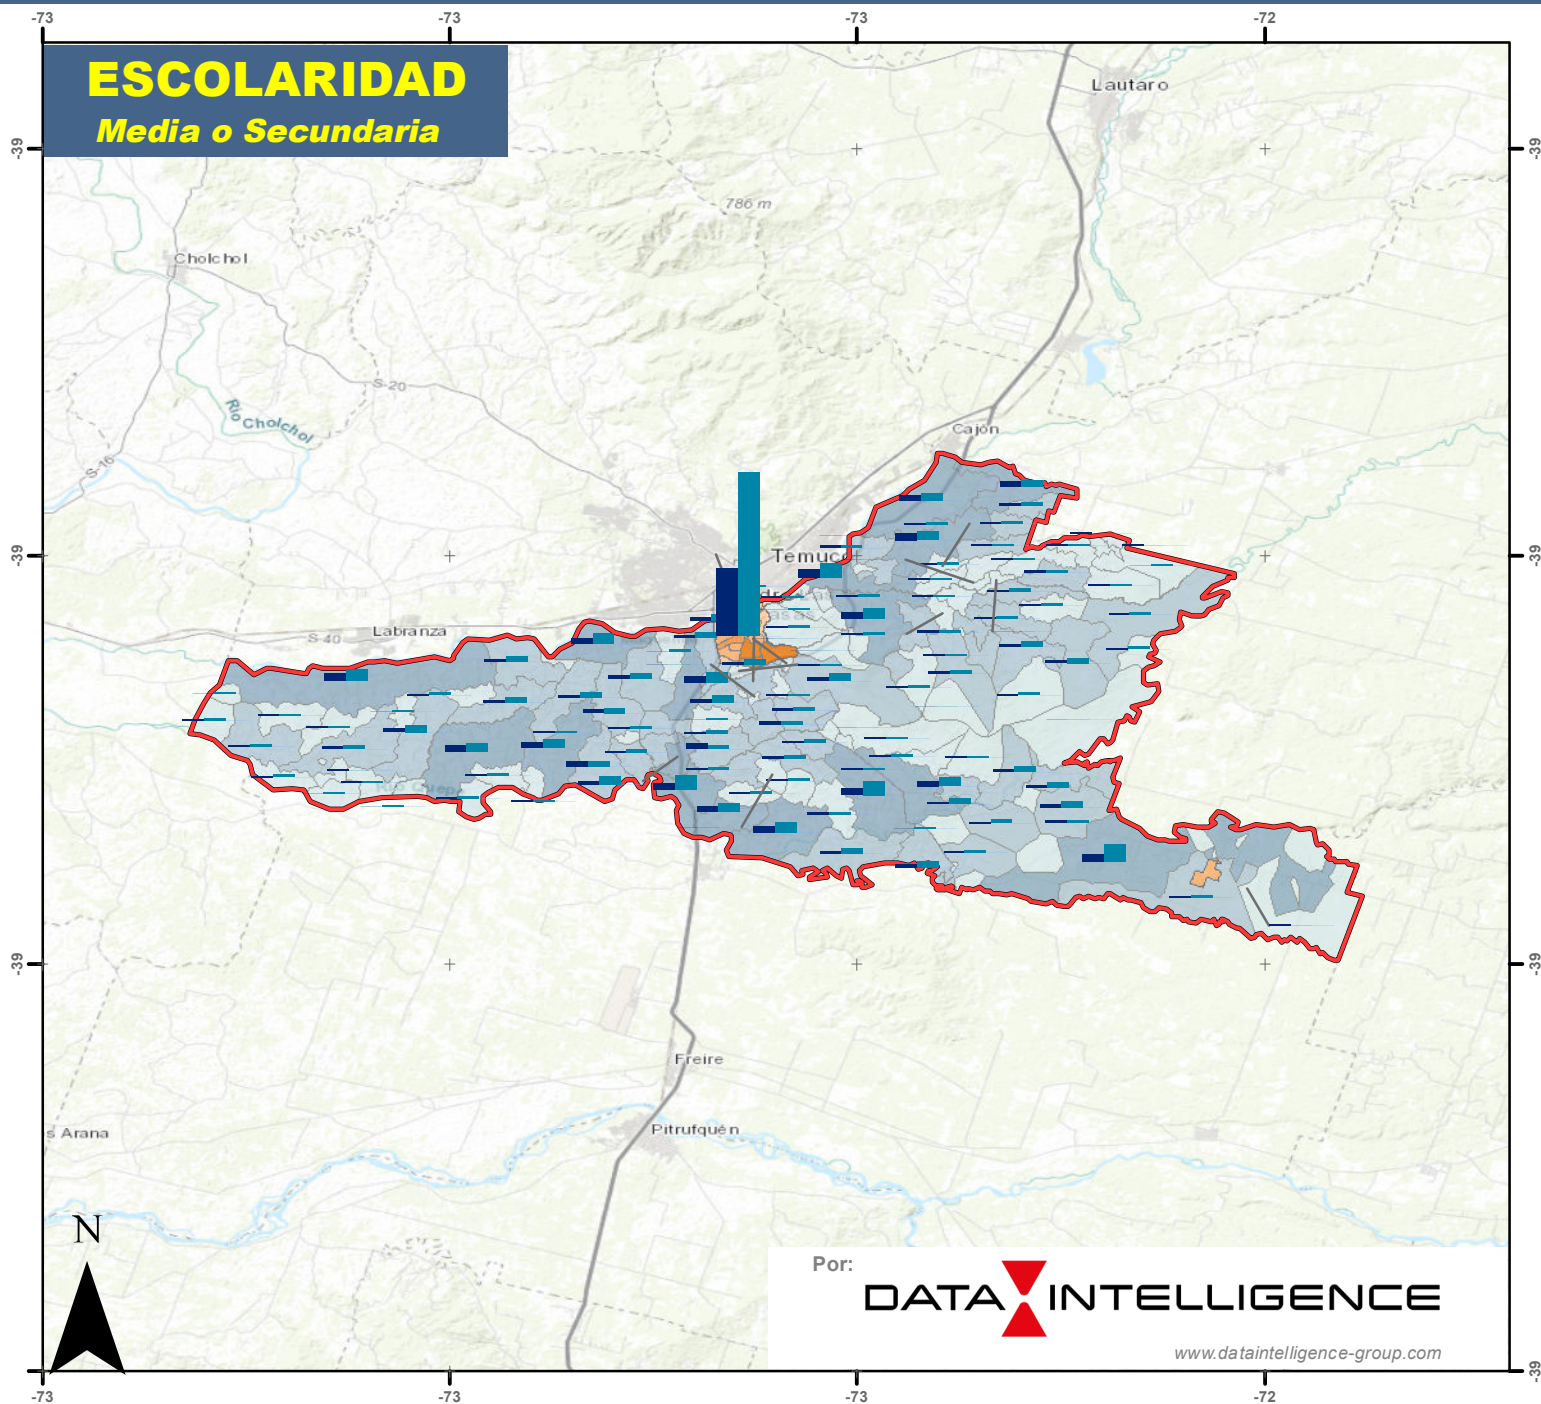 -73
-73
-73
-72
ESCOLARIDAD
Media o Secundaria
Lautaro
-39
-39
786 m
Cholchol
S-20
Río Cholchol
Cajón
S-16
-39
Temuco
-39
Labranza
S 40
-39
-39
Freire
s Arana
Pitrufquén
N
Por:
DATA INTELLIGENCE
www.dataintelligence-group.com
-39
-73
-73
-73
-72